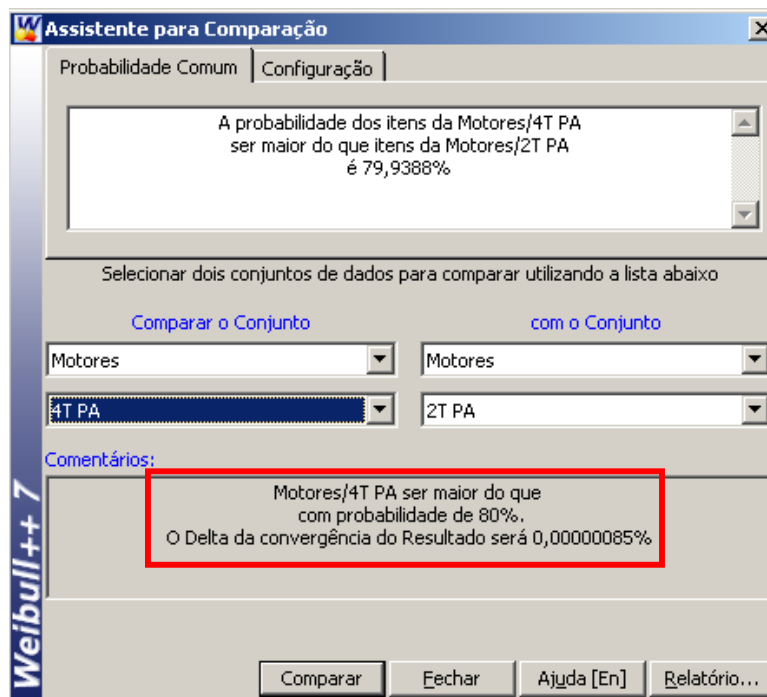 Assistente para Comparação
Probabilidade Comum
Configuração
A probabilidade dos itens da Motores/4T PA
ser maior do que itens da Motores/2T PA
é 79,9388%
Selecionar dois conjuntos de dados para comparar utilizando a lista abaixo
Comparar o Conjunto
com o Conjunto
Motores
Motores
4T PA
2T PA
Comentários:
Motores/4T PA ser maior do que
com probabilidade de 80%.
O Delta da convergência do Resultado será 0,00000085%
Weibull++ 7
Comparar
Fechar
Ajuda [En]
Relatório...